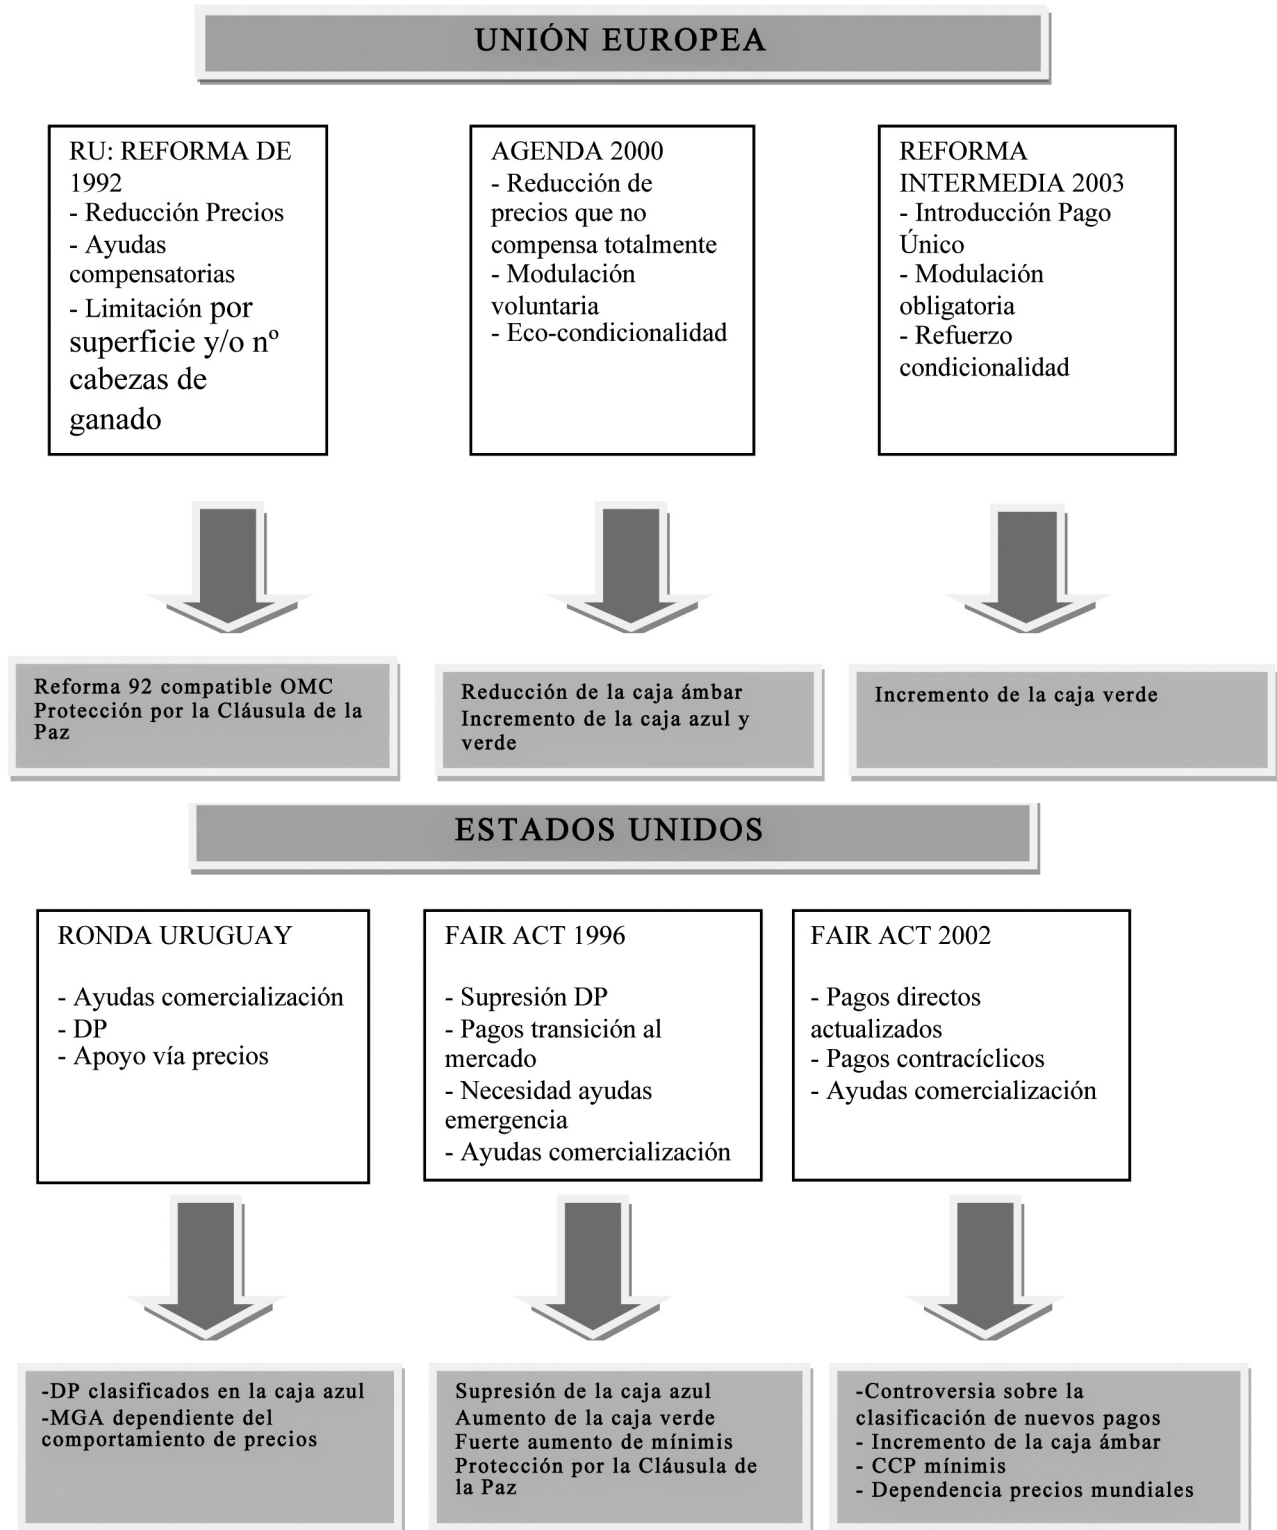 UNIÓN EUROPEA
RU: REFORMA DE
1992
- Reducción Precios
- Ayudas
compensatorias
- Limitación por
superficie y/o nº
cabezas de
ganado
AGENDA 2000
- Reducción de
precios que no
compensa totalmente
- Modulación
voluntaria
- Eco-condicionalidad
REFORMA
INTERMEDIA 2003
- Introducción Pago
Único
- Modulación
obligatoria
- Refuerzo
condicionalidad
Reforma 92 compatible OMC
Protección por la Cláusula de la
Paz
Reducción de la caja ámbar
Incremento de la caja azul y
verde
Incremento de la caja verde
ESTADOS UNIDOS
RONDA URUGUAY
- Ayudas comercialización
- DP
- Apoyo vía precios
FAIR ACT 1996
- Supresión DP
- Pagos transición al
mercado
- Necesidad ayudas
emergencia
- Ayudas comercialización
FAIR ACT 2002
- Pagos directos
actualizados
- Pagos contracíclicos
- Ayudas comercialización
-DP clasificados en la caja azul
-MGA dependiente del
comportamiento de precios
Supresión de la caja azul
Aumento de la caja verde
Fuerte aumento de mínimis
Protección por la Cláusula de
la Paz
-Controversia sobre la
clasificación de nuevos pagos
- Incremento de la caja ámbar
- CCP mínimis
- Dependencia precios mundiales